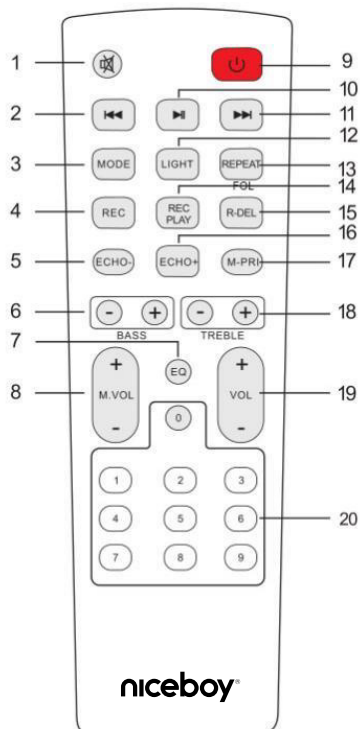 1
9
10
2
11
12
3 MODE LIGHT REPEAT
13
FOL
14
4 REC REC PLAY R-DEL
15
16
5 ECHO- ECHO+ M-PRI
17
6 - + - + 18
BASS TREBLE
7
EQ
+ +
8 M.VOL VOL 19
- -
0
1 2 3
4 5 6 20
7 8 9
niceboy®